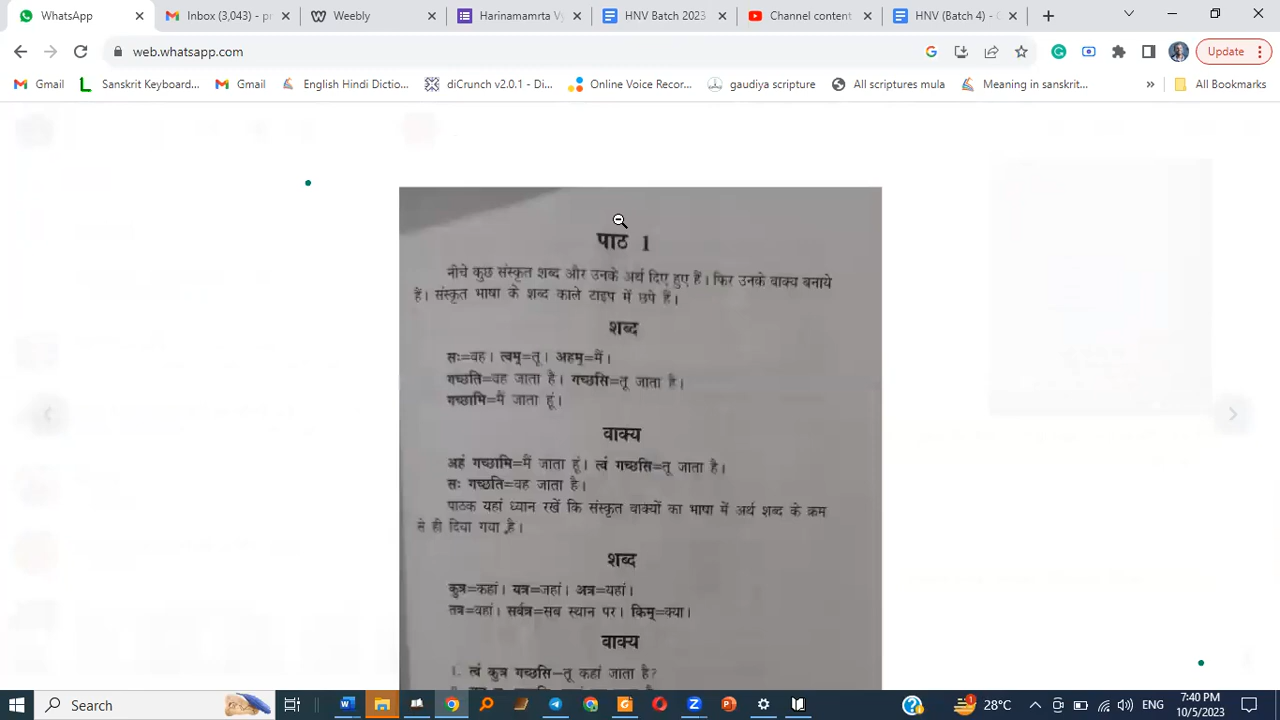 WhatsApp
Inbox (3,043) - pr
Weebly
Harinamamrta Vy
HNV Batch 2023
Channel content
HNV (Batch 4) - G
web.whatsapp.com
Update
Gmail
Sanskrit Keyboard...
Gmail
English Hindi Dictio...
diCrunch v2.0.1 - Di...
Online Voice Recor...
gaudiya scripture
All scriptures mula
Meaning in sanskrit...
All Bookmarks
पाठ 1
नीचे कुछ संस्कृत शब्द और उनके अर्थ दिए हुए हैं। फिर उनके वाक्य बनाये
हैं। संस्कृत भाषा के शब्द काले टाइप में छपे हैं।
शब्द
सः=वह। त्वम्=तू। अहम्=मैं।
गच्छति=वह जाता है। गच्छसि=तू जाता है।
गच्छामि=मैं जाता हूं।
वाक्य
अहं गच्छामि=मैं जाता हूं। त्वं गच्छसि=तू जाता है।
सः गच्छति=वह जाता है।
पाठक यहां ध्यान रखें कि संस्कृत वाक्यों का भाषा में अर्थ शब्द के क्रम
से ही दिया गया है।
शब्द
कुत्र=कहां। यत्र=जहां। अत्र=यहां।
तत्र=वहां। सर्वत्र=सब स्थान पर। किम्=क्या।
वाक्य
1. त्वं कुत्र गच्छसि-तू कहां जाता है?
Search
1
28°C
ENG
7:40 PM
10/5/2023